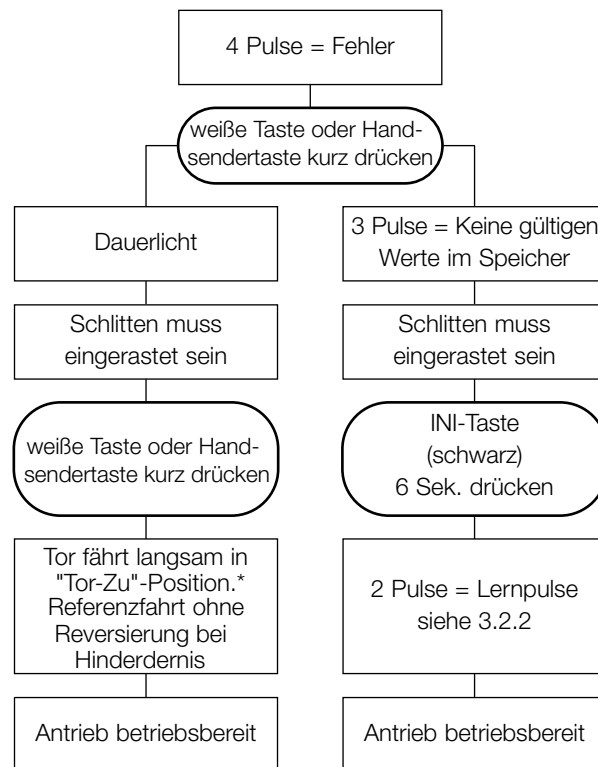 4 Pulse = Fehler
weiße Taste oder Hand-
sendertaste kurz drücken
Dauerlicht
Schlitten muss
eingerastet sein
weiße Taste oder Hand-
sendertaste kurz drücken
Tor fährt langsam in
"Tor-Zu"-Position.*
Referenzfahrt ohne
Reversierung bei
Hinderdernis
Antrieb betriebsbereit
3 Pulse = Keine gültigen
Werte im Speicher
Schlitten muss
eingerastet sein
INI-Taste
(schwarz)
6 Sek. drücken
2 Pulse = Lernpulse
siehe 3.2.2
Antrieb betriebsbereit